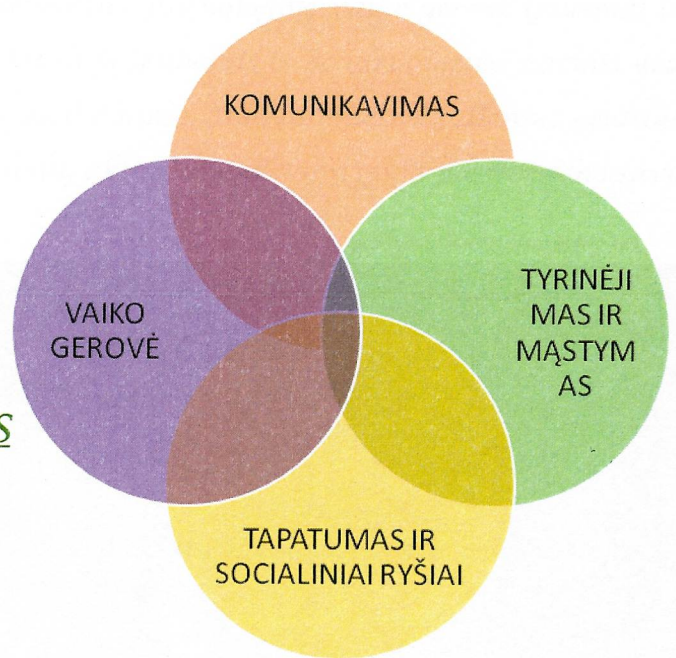 KOMUNIKAVIMAS
VAIKO
GEROVĖ
TYRINĖJI
MAS IR
MĄSTYM
AS
S
TAPATUMAS IR
SOCIALINIAI RYŠIAI